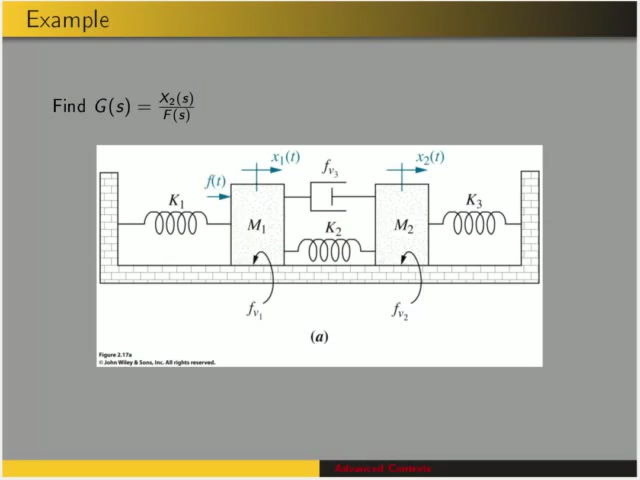 Example
Find G(s) = X₂(s)/F(s)
x₁(t) fᵥ₃ x₂(t)
f(t)
K₁ K₃
M₁ K₂ M₂
fᵥ₁ fᵥ₂
(a)
Figure 2.17a
© John Wiley & Sons, Inc. All rights reserved.
Advanced Controls